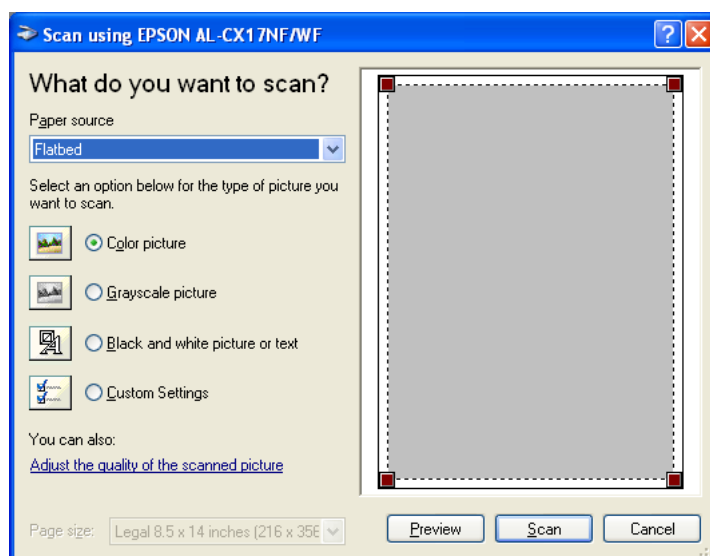 Scan using EPSON AL-CX17NF/WF
What do you want to scan?
Paper source
Flatbed
Select an option below for the type of picture you
want to scan.
Color picture
Grayscale picture
Black and white picture or text
Custom Settings
You can also:
Adjust the quality of the scanned picture
Page size: Legal 8.5 x 14 inches (216 x 356
Preview Scan Cancel